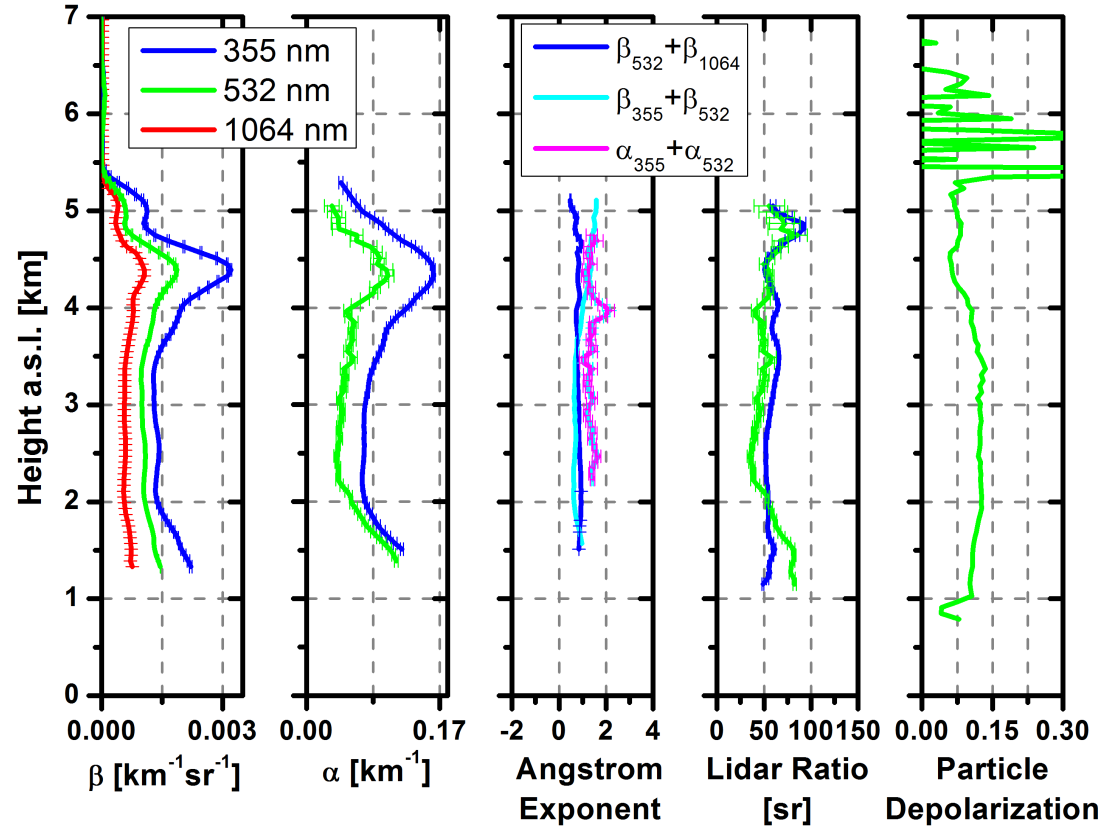 Height a.s.l. [km]
7
6
5
4
3
2
1
0
355 nm
532 nm
1064 nm
β₅₃₂+β₁₀₆₄
β₃₅₅+β₅₃₂
α₃₅₅+α₅₃₂
0.000 0.003
β [km⁻¹sr⁻¹]
0.00 0.17
α [km⁻¹]
-2 0 2 4
Angstrom
Exponent
0 50 100 150
Lidar Ratio
[sr]
0.00 0.15 0.30
Particle
Depolarization